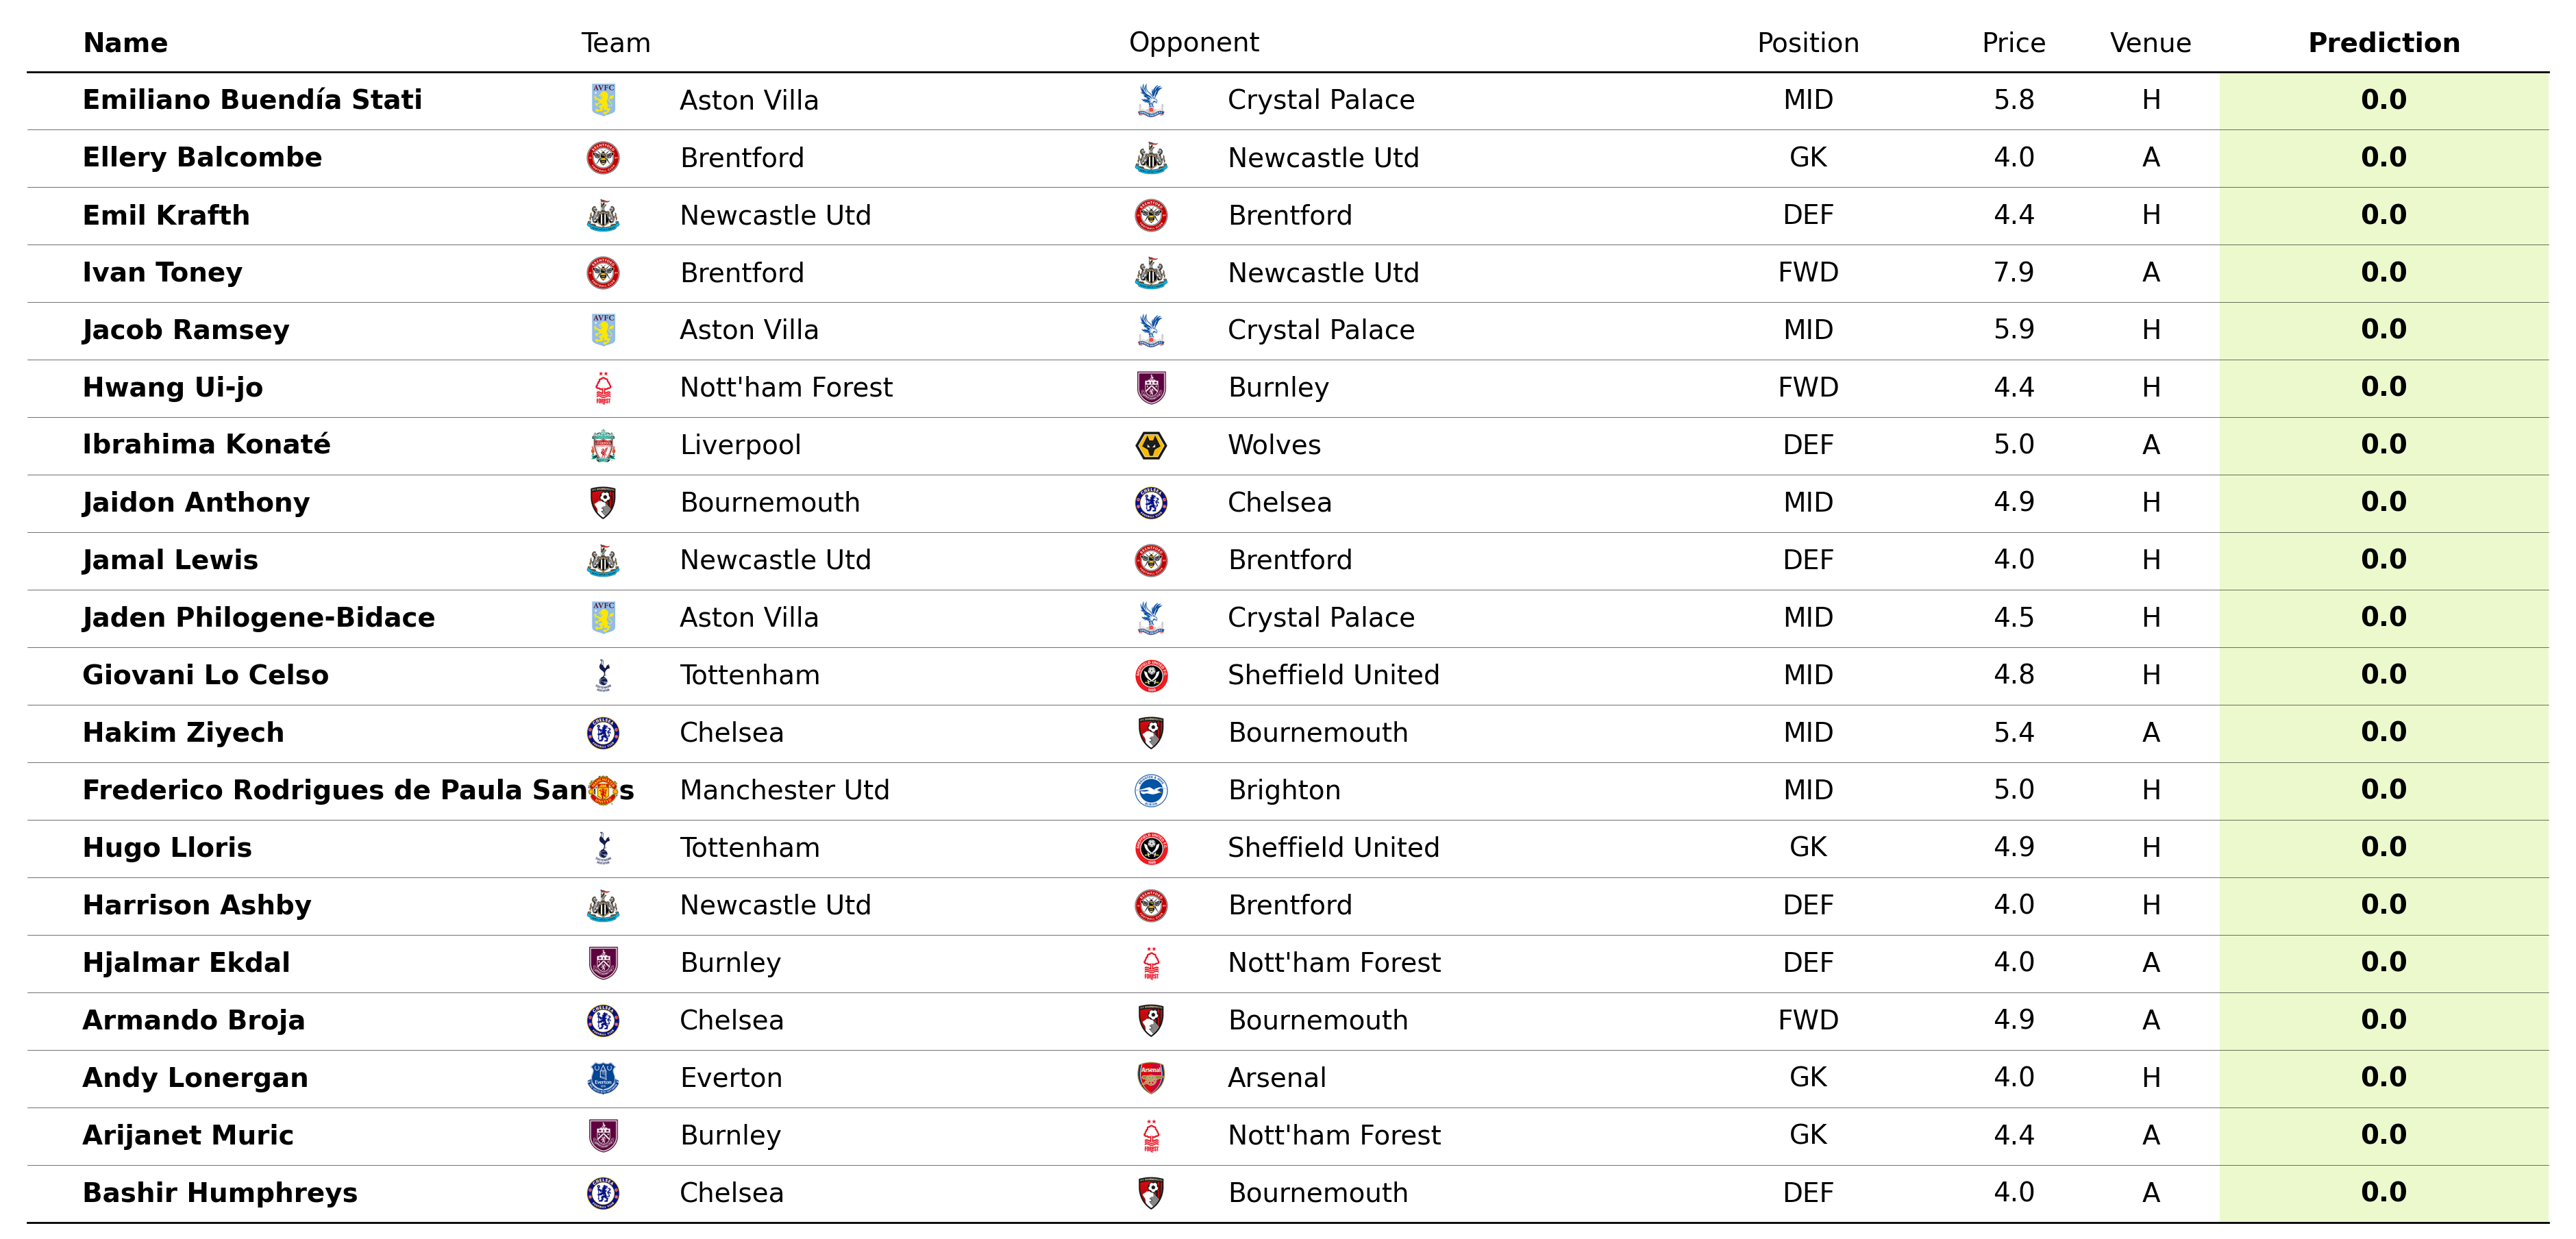 Name Team Opponent Position Price Venue Prediction
Emiliano Buendía Stati Aston Villa Crystal Palace MID 5.8 H 0.0
Ellery Balcombe Brentford Newcastle Utd GK 4.0 A 0.0
Emil Krafth Newcastle Utd Brentford DEF 4.4 H 0.0
Ivan Toney Brentford Newcastle Utd FWD 7.9 A 0.0
Jacob Ramsey Aston Villa Crystal Palace MID 5.9 H 0.0
Hwang Ui-jo Nott'ham Forest Burnley FWD 4.4 H 0.0
Ibrahima Konaté Liverpool Wolves DEF 5.0 A 0.0
Jaidon Anthony Bournemouth Chelsea MID 4.9 H 0.0
Jamal Lewis Newcastle Utd Brentford DEF 4.0 H 0.0
Jaden Philogene-Bidace Aston Villa Crystal Palace MID 4.5 H 0.0
Giovani Lo Celso Tottenham Sheffield United MID 4.8 H 0.0
Hakim Ziyech Chelsea Bournemouth MID 5.4 A 0.0
Frederico Rodrigues de Paula Manchester Utd Brighton MID 5.0 H 0.0
Hugo Lloris Tottenham Sheffield United GK 4.9 H 0.0
Harrison Ashby Newcastle Utd Brentford DEF 4.0 H 0.0
Hjalmar Ekdal Burnley Nott'ham Forest DEF 4.0 A 0.0
Armando Broja Chelsea Bournemouth FWD 4.9 A 0.0
Andy Lonergan Everton Arsenal GK 4.0 H 0.0
Arijanet Muric Burnley Nott'ham Forest GK 4.4 A 0.0
Bashir Humphreys Chelsea Bournemouth DEF 4.0 A 0.0